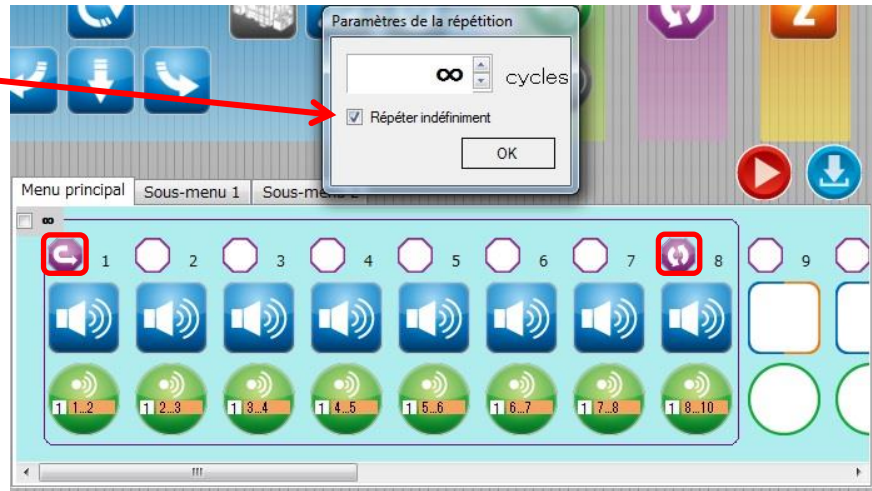 2
Paramètres de la répétition
∞ cycles
Répéter indéfiniment
OK
Menu principal Sous-menu 1
∞
1 2 3 4 5 6 7 8 9
1 1...2 1 2...3 1 3...4 1 4...5 1 5...6 1 6...7 1 7...8 1 8...10